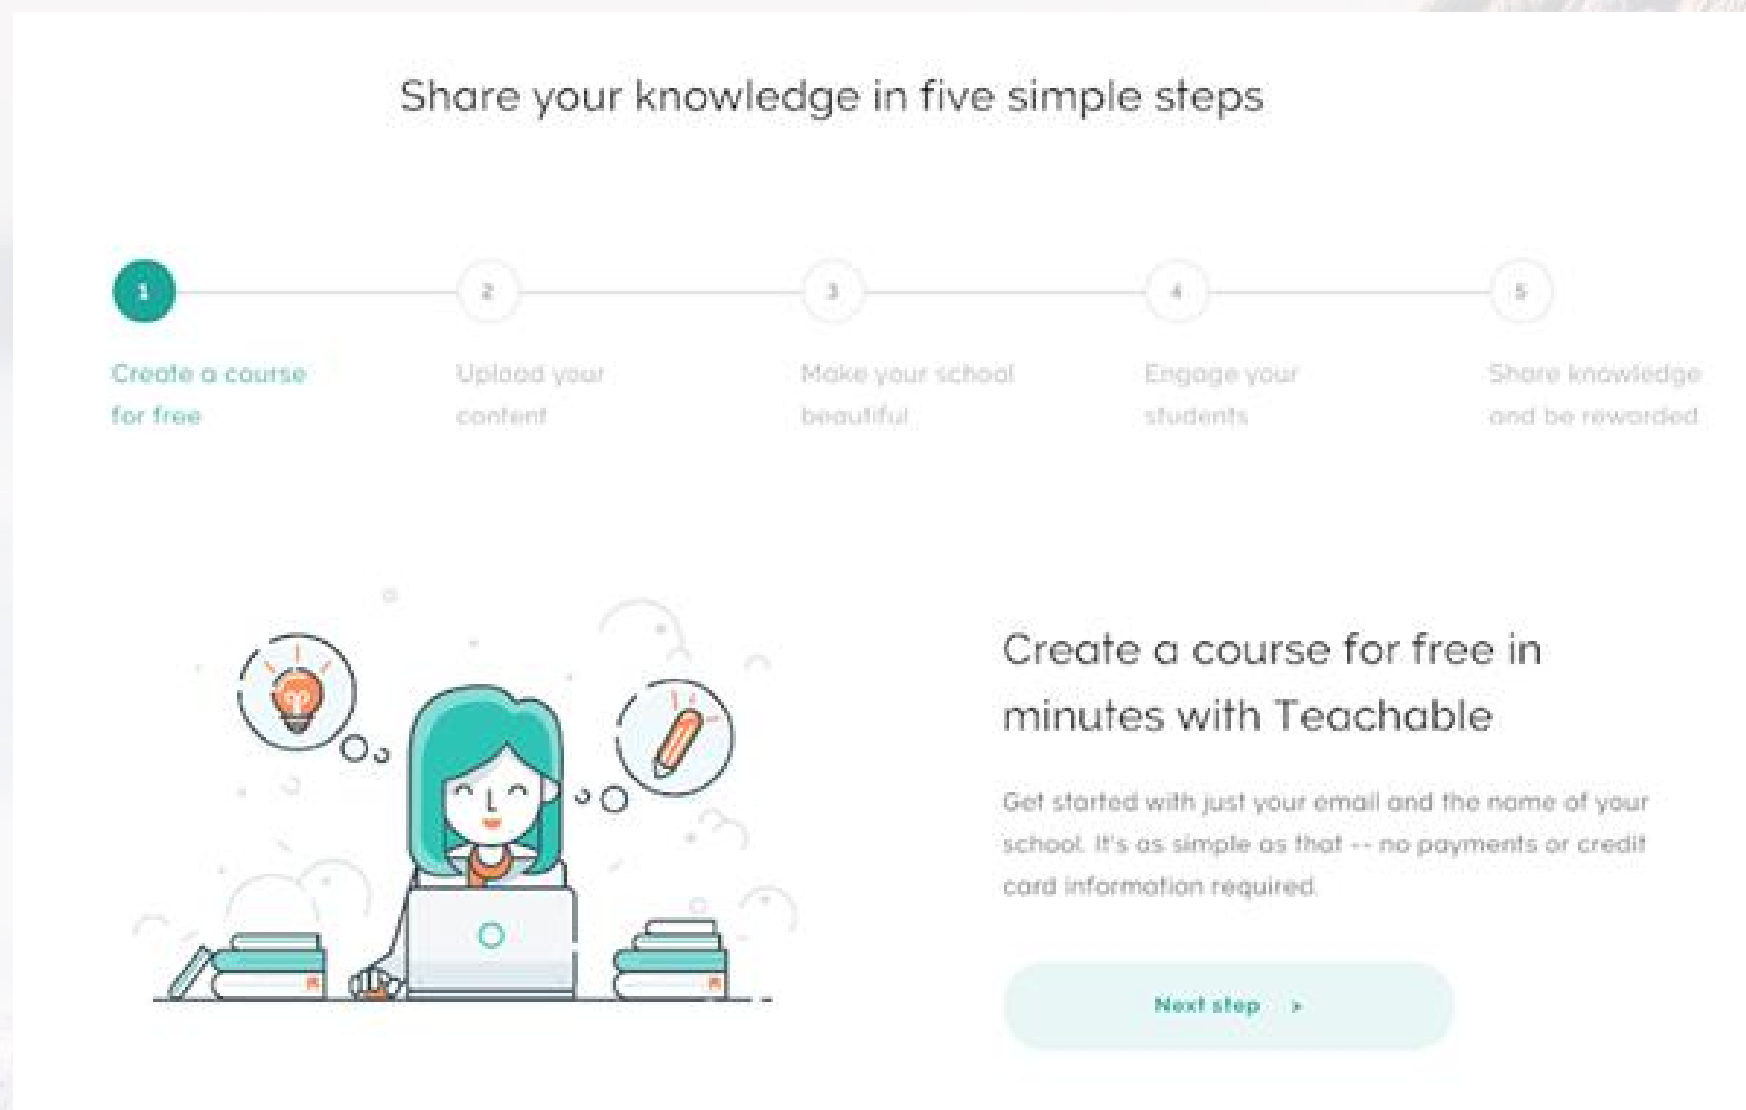 Share your knowledge in five simple steps
1
2
3
4
5
Create a course
for free
Upload your
content
Make your school
beautiful
Engage your
students
Share knowledge
and be rewarded
Create a course for free in
minutes with Teachable
Get started with just your email and the name of your
school. It's as simple as that -- no payments or credit
card information required.
Next step >